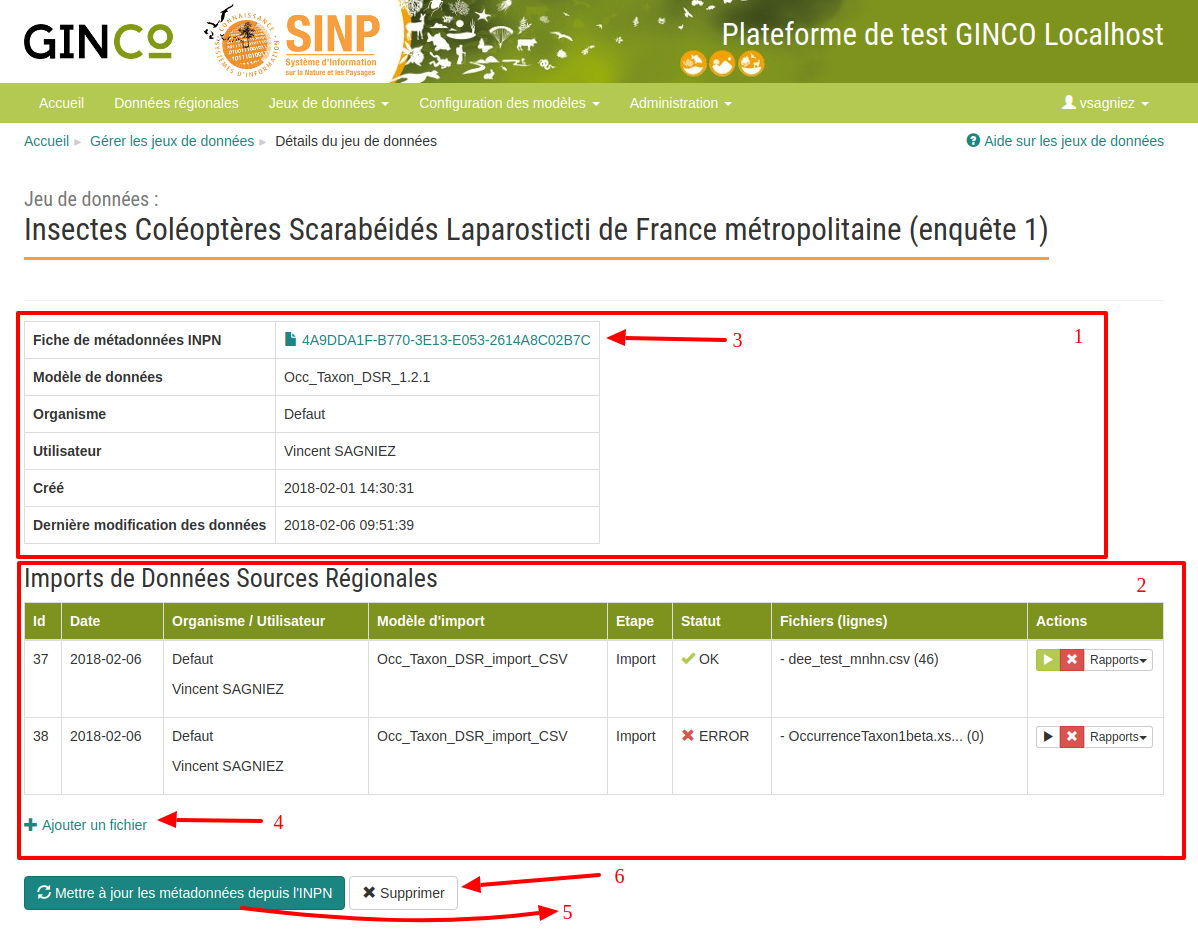 GINCO
SINP
Système d'Information
sur la Nature et les Paysages
Plateforme de test GINCO Localhost
Accueil Données régionales Jeux de données Configuration des modèles Administration vsagniez
Accueil Gérer les jeux de données Détails du jeu de données Aide sur les jeux de données
Jeu de données :
Insectes Coléoptères Scarabéidés Laparosticti de France métropolitaine (enquête 1)
1
Fiche de métadonnées INPN 4A9DDA1F-B770-3E13-E053-2614A8C02B7C 3
Modèle de données Occ_Taxon_DSR_1.2.1
Organisme Defaut
Utilisateur Vincent SAGNIEZ
Créé 2018-02-01 14:30:31
Dernière modification des données 2018-02-06 09:51:39
Imports de Données Sources Régionales 2
Id Date Organisme / Utilisateur Modèle d'import Etape Statut Fichiers (lignes) Actions
37 2018-02-06 Defaut Occ_Taxon_DSR_import_CSV Import OK - dee_test_mnhn.csv (46) Rapports
Vincent SAGNIEZ
38 2018-02-06 Defaut Occ_Taxon_DSR_import_CSV Import ERROR - OccurrenceTaxon1beta.xs... (0) Rapports
Vincent SAGNIEZ
Ajouter un fichier 4
Mettre à jour les métadonnées depuis l'INPN Supprimer 6
5